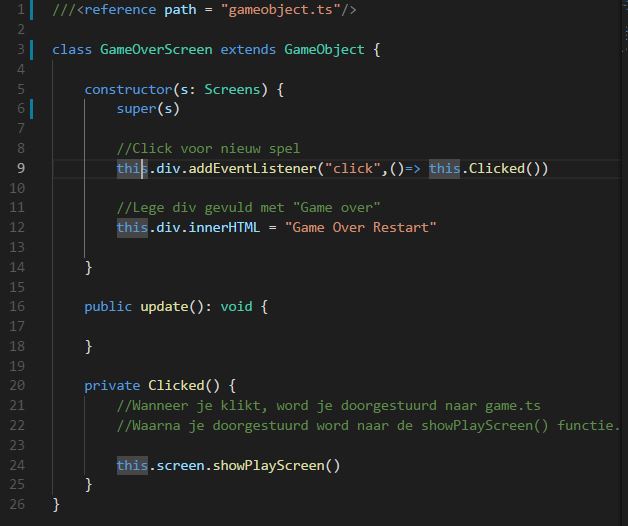 1 ///<reference path = "gameobject.ts"/>
2
3 class GameOverScreen extends GameObject {
4
5 constructor(s: Screens) {
6 super(s)
7
8 //Click voor nieuw spel
9 this.div.addEventListener("click",()=> this.Clicked())
10
11 //Lege div gevuld met "Game over"
12 this.div.innerHTML = "Game Over Restart"
13
14 }
15
16 public update(): void {
17
18 }
19
20 private Clicked() {
21 //Wanneer je klikt, word je doorgestuurd naar game.ts
22 //Waarna je doorgestuurd word naar de showPlayScreen() functie.
23
24 this.screen.showPlayScreen()
25 }
26 }